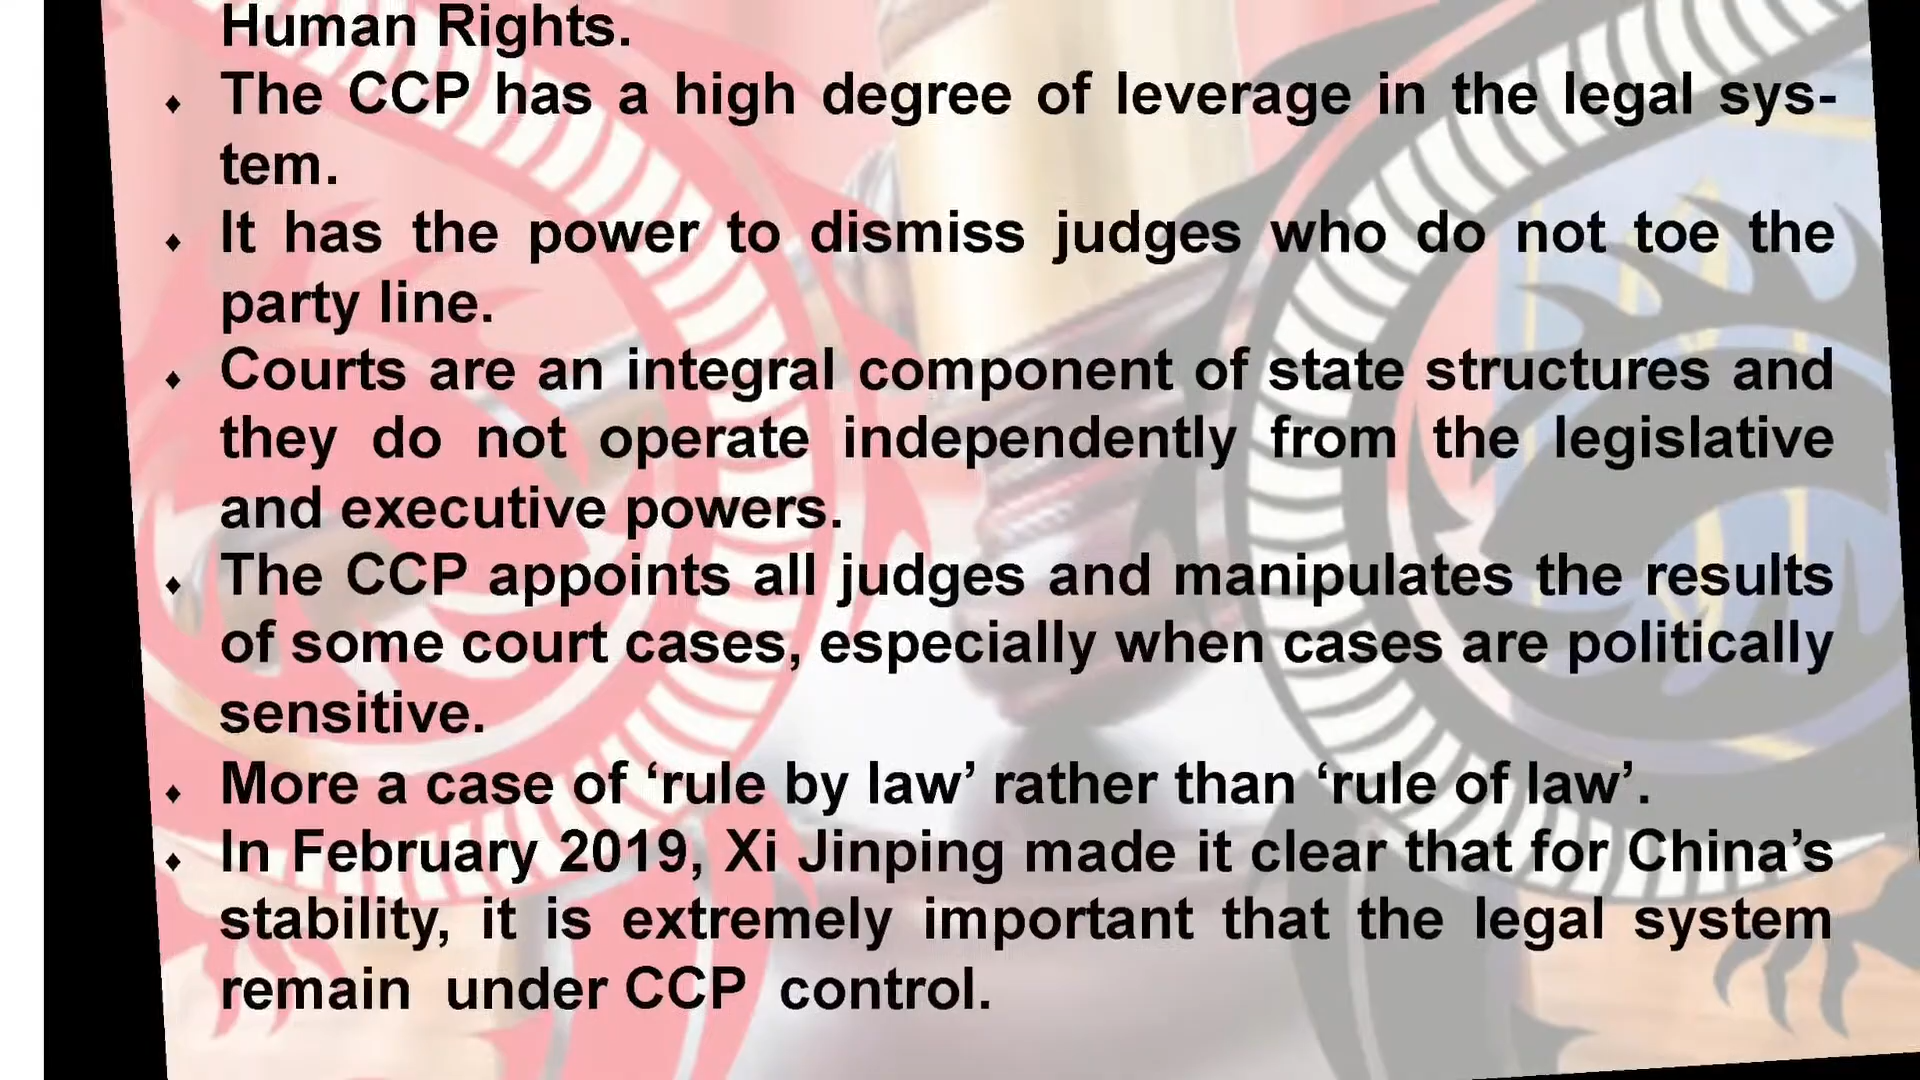 Human Rights.
⬧ The CCP has a high degree of leverage in the legal sys-
tem.
⬧ It has the power to dismiss judges who do not toe the
party line.
⬧ Courts are an integral component of state structures and
they do not operate independently from the legislative
and executive powers.
⬧ The CCP appoints all judges and manipulates the results
of some court cases, especially when cases are politically
sensitive.
⬧ More a case of ‘rule by law’ rather than ‘rule of law’.
⬧ In February 2019, Xi Jinping made it clear that for China’s
stability, it is extremely important that the legal system
remain under CCP control.